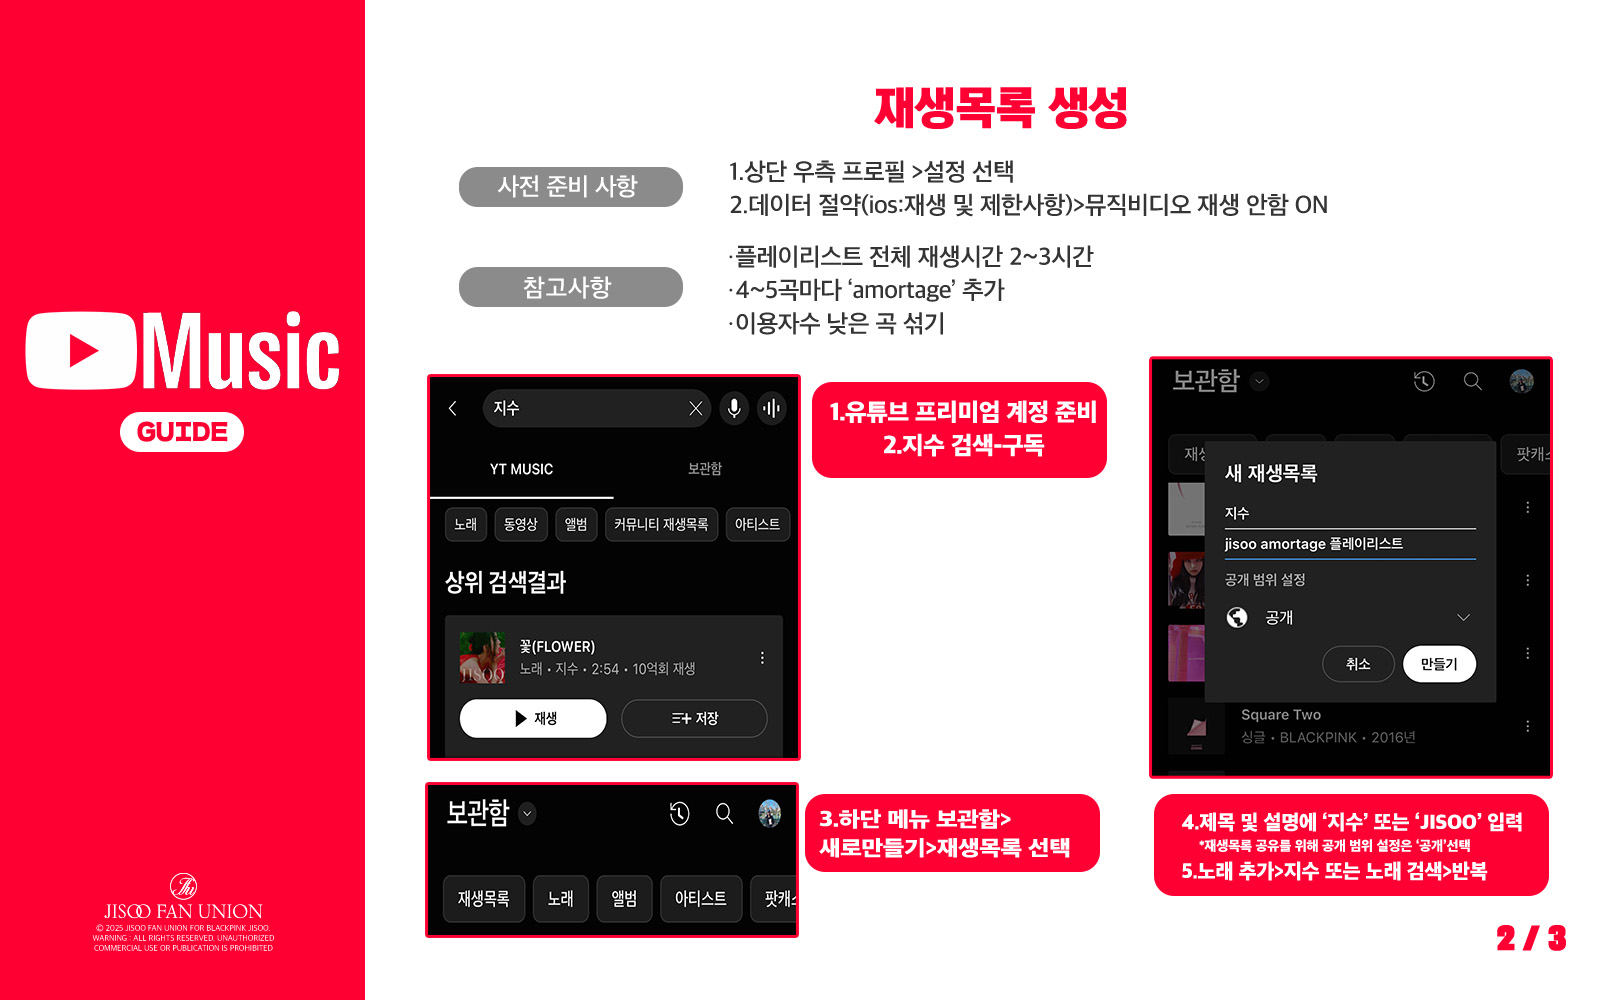 Music
GUIDE
JISOO FAN UNION
© 2025 JISOO FAN UNION FOR BLACKPINK JISOO.
WARNING : ALL RIGHTS RESERVED. UNAUTHORIZED
COMMERCIAL USE OR PUBLICATION IS PROHIBITED
재생목록 생성
사전 준비 사항
1.상단 우측 프로필 >설정 선택
2.데이터 절약(ios:재생 및 제한사항)>뮤직비디오 재생 안함 ON
참고사항
·플레이리스트 전체 재생시간 2~3시간
·4~5곡마다 ‘amortage’ 추가
·이용자수 낮은 곡 섞기
지수
YT MUSIC 보관함
노래 동영상 앨범 커뮤니티 재생목록 아티스트
상위 검색결과
JISOO
꽃(FLOWER)
노래 • 지수 • 2:54 • 10억회 재생
재생 저장
1.유튜브 프리미엄 계정 준비
2.지수 검색-구독
보관함
재생목록 노래 앨범 아티스트 팟캐
3.하단 메뉴 보관함>
새로만들기>재생목록 선택
보관함
재생 팟캐스
새 재생목록
지수
jisoo amortage 플레이리스트
공개 범위 설정
공개
취소 만들기
Square Two
싱글 • BLACKPINK • 2016년
4.제목 및 설명에 ‘지수’ 또는 ‘JISOO’ 입력
*재생목록 공유를 위해 공개 범위 설정은 ‘공개’선택
5.노래 추가>지수 또는 노래 검색>반복
2 / 3